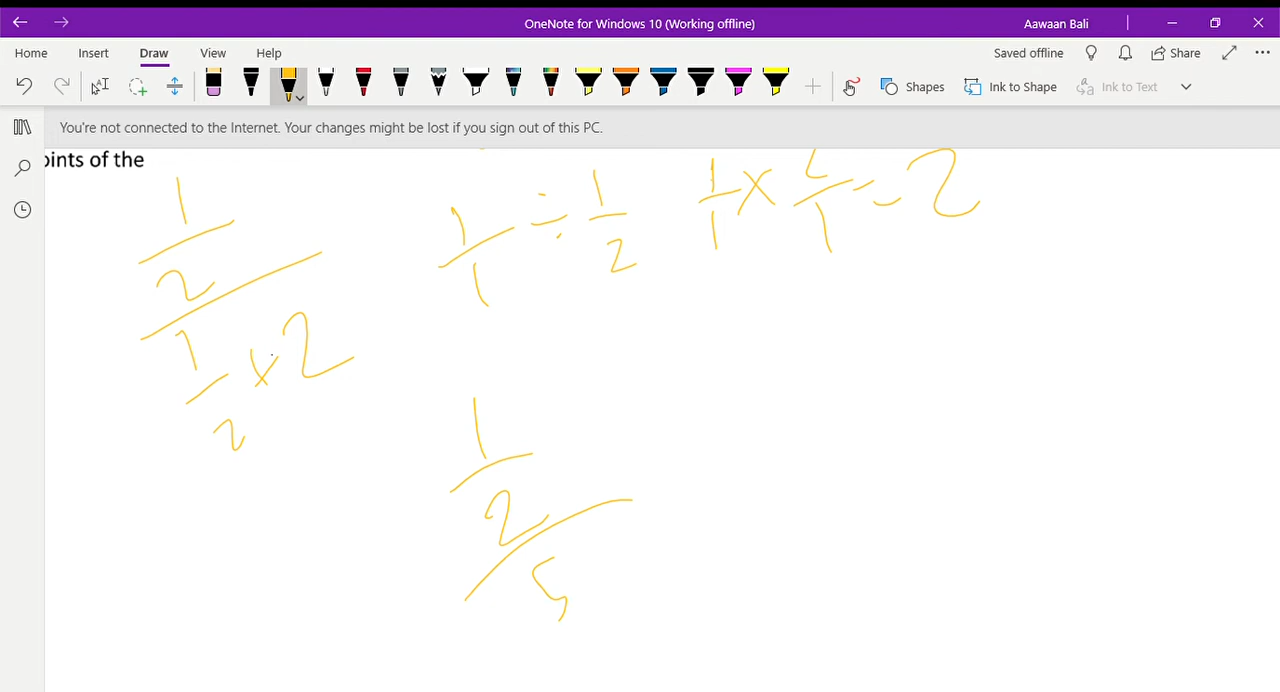 OneNote for Windows 10 (Working offline)
Aawaan Bali
Home Insert Draw View Help
Saved offline
Share
Shapes
Ink to Shape
Ink to Text
You're not connected to the Internet. Your changes might be lost if you sign out of this PC.
oints of the
1
2
1
2
× 2
1
1
÷
1
2
1
1
×
1
= 2
1
2
5